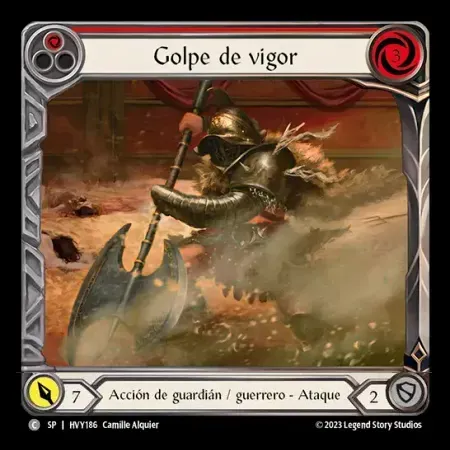 Golpe de vigor
3
7
Acción de guardián / guerrero - Ataque
2
C SP | HVY186 Camille Alquier
©2023 Legend Story Studios